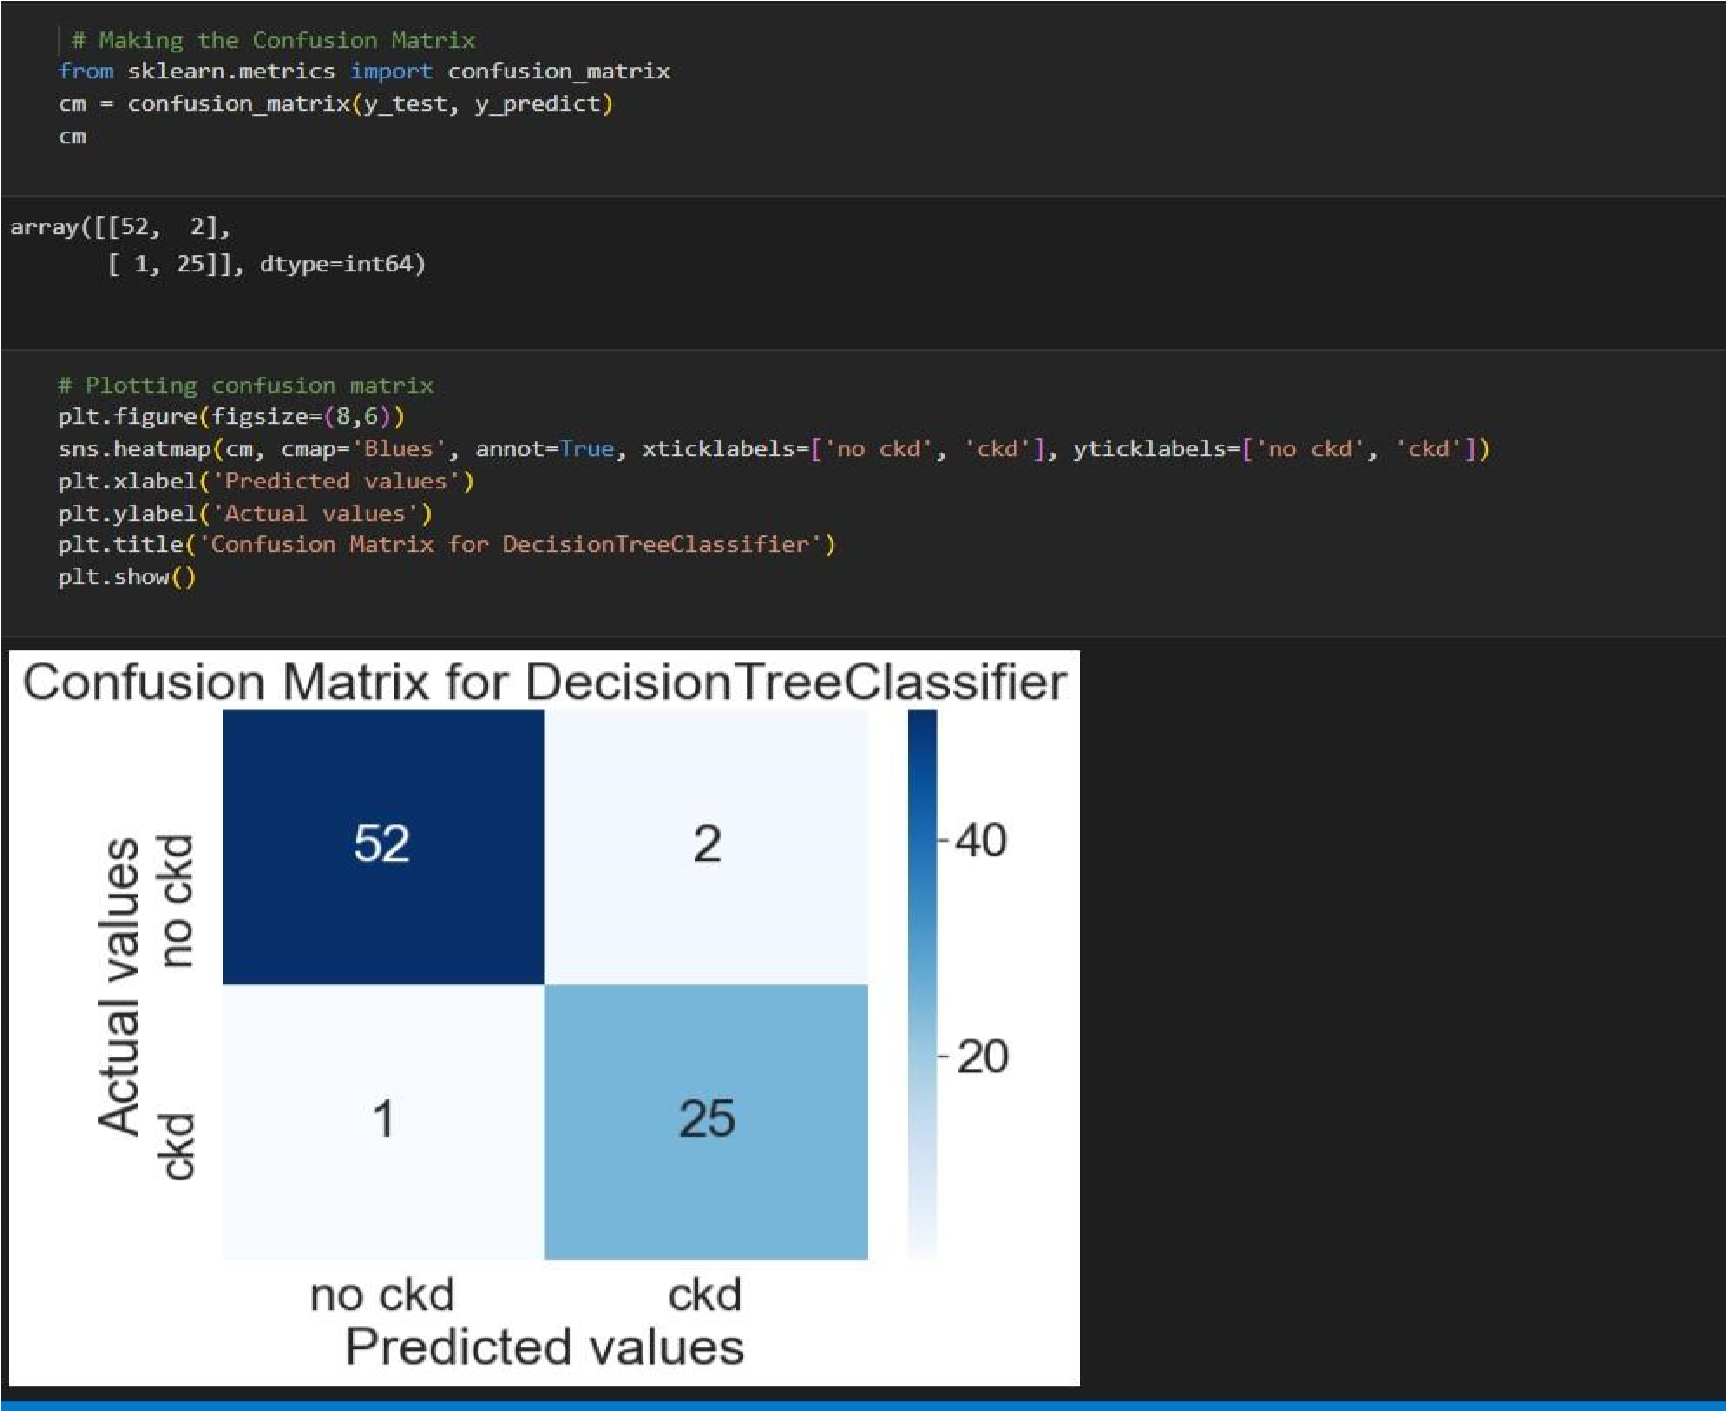 # Making the Confusion Matrix
from sklearn.metrics import confusion_matrix
cm = confusion_matrix(y_test, y_predict)
cm
array([[52,  2],
       [ 1, 25]], dtype=int64)
# Plotting confusion matrix
plt.figure(figsize=(8,6))
sns.heatmap(cm, cmap='Blues', annot=True, xticklabels=['no ckd', 'ckd'], yticklabels=['no ckd', 'ckd'])
plt.xlabel('Predicted values')
plt.ylabel('Actual values')
plt.title('Confusion Matrix for DecisionTreeClassifier')
plt.show()
Confusion Matrix for DecisionTreeClassifier
Actual values
no ckd
52
2
40
20
ckd
1
25
no ckd
ckd
Predicted values